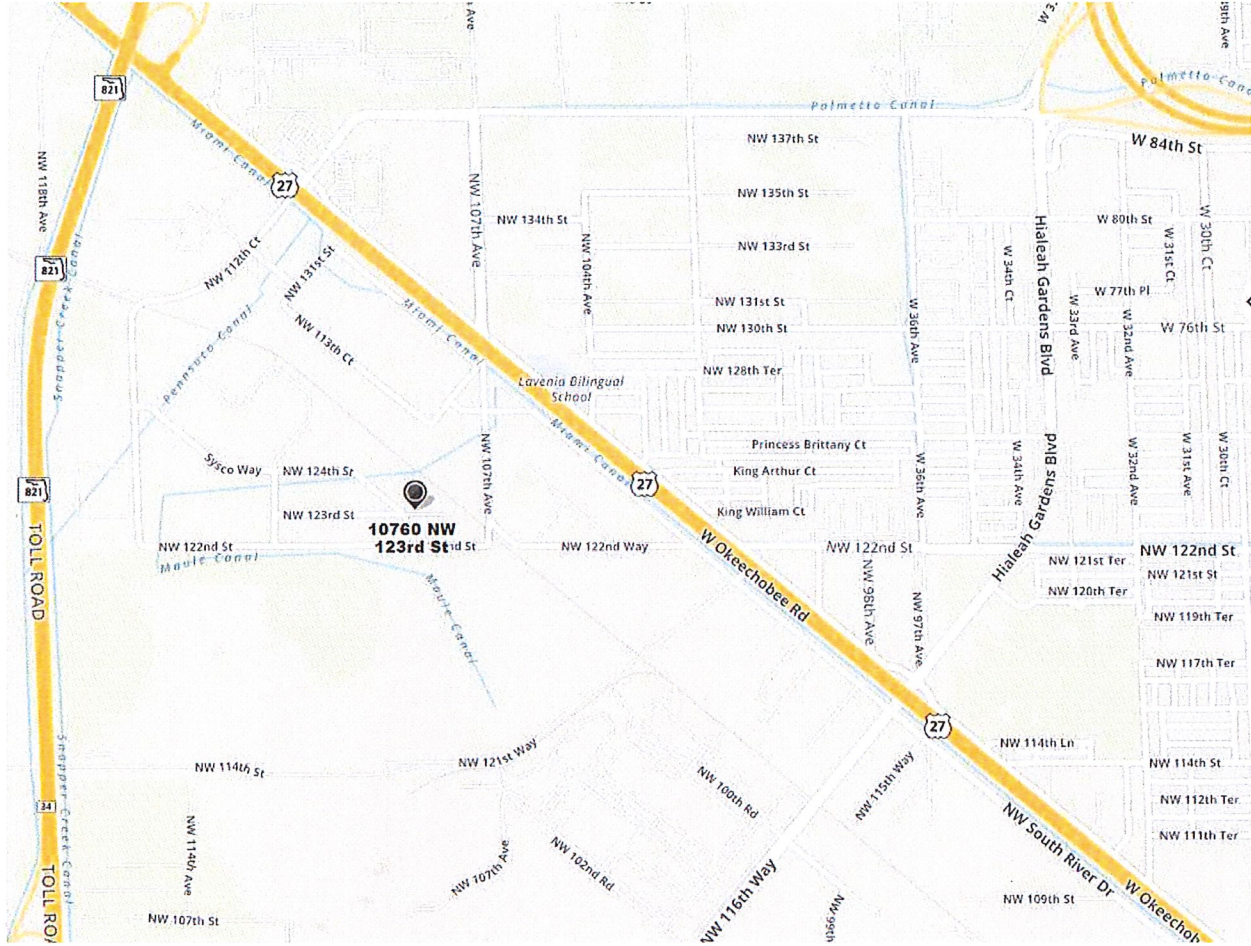 821
Miami Canal
27
NW 118th Ave
821
Snapper Creek Canal
NW 112th Ct
NW 131st St
Pennsuco Canal
NW 113th Ct
Miami Canal
NW 107th Ave
NW 134th St
NW 104th Ave
Palmetto Canal
NW 137th St
NW 135th St
NW 133rd St
NW 131st St
NW 130th St
NW 128th Ter
Palmetto Cana
W 84th St
W 80th St
W 31st Ct
W 30th Ct
W 34th Ct
Hialeah Gardens Blvd
W 33rd Ave
W 77th Pl
W 32nd Ave
W 76th St
W 36th Ave
Lavenia Bilingual
School
Miami Canal
Princess Brittany Ct
King Arthur Ct
King William Ct
27
W Okeechobee Rd
Sysco Way
NW 124th St
NW 123rd St
10760 NW
123rd St
nd St
NW 107th Ave
NW 122nd St
Maule Canal
Maule Canal
NW 122nd Way
NW 122nd St
NW 98th Ave
W 36th Ave
NW 97th Ave
W 34th Ave
Hialeah Gardens Blvd
W 32nd Ave
W 31st Ave
W 30th Ct
NW 122nd St
NW 121st Ter
NW 121st St
NW 120th Ter
NW 119th Ter
NW 117th Ter
821
TOLL ROAD
Snapper Creek Canal
34
TOLL ROA
NW 114th St
NW 114th Ave
NW 107th St
NW 121st Way
NW 107th Ave
NW 102nd Rd
NW 100th Rd
NW 115th Way
NW 116th Way
NW 99th
27
NW 114th Ln
NW 114th St
NW 112th Ter
NW 111th Ter
NW South River Dr
NW 109th St
W Okeechob